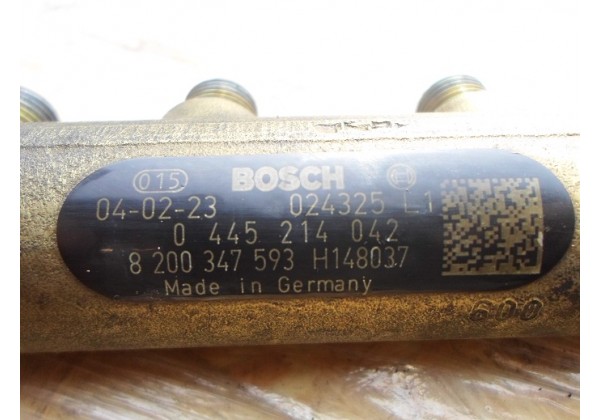 015 BOSCH
04-02-23 024325 L1
0 445 214 042
8 200 347 593 H148037
Made in Germany
600